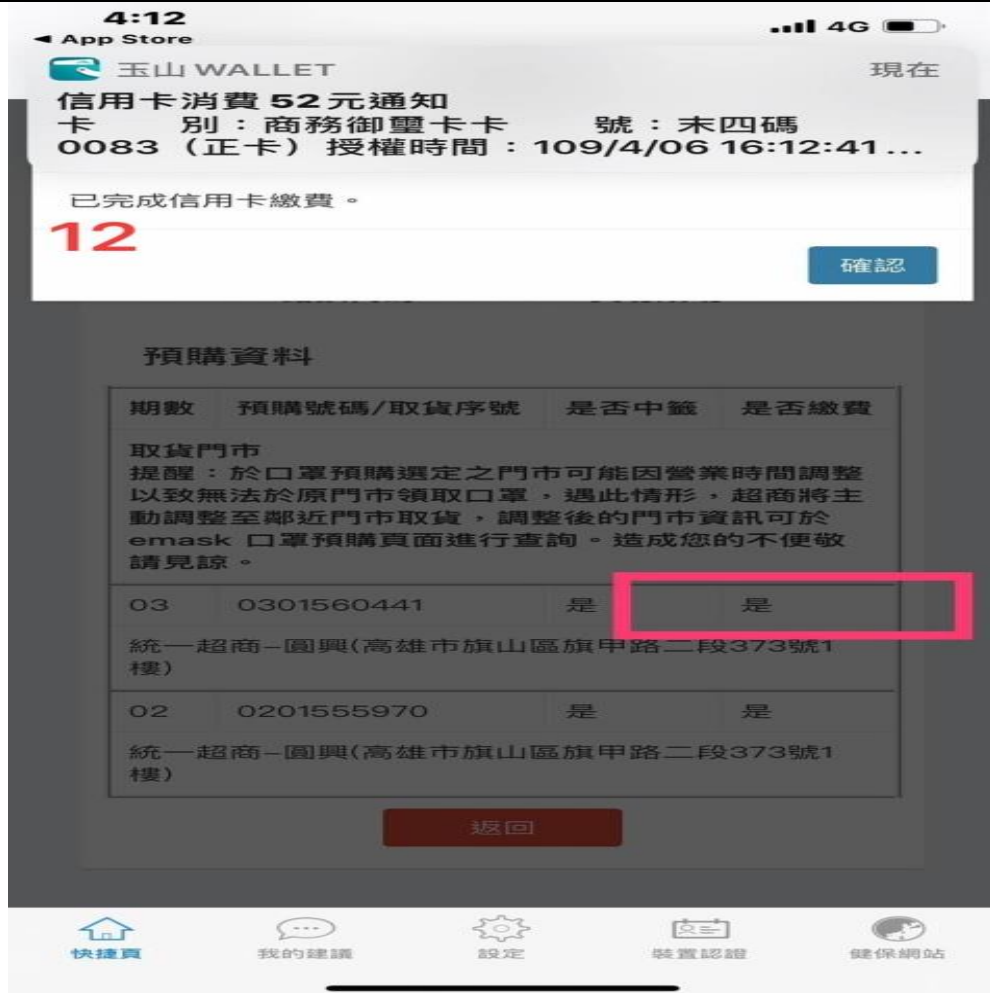 4:12
4G
◀ App Store
玉山 WALLET 現在
信用卡消費 52元通知
卡 別：商務御璽卡卡 號：末四碼
0083 （正卡）授權時間：109/4/06 16:12:41...
已完成信用卡繳費。
12
確認
預購資料
期數 預購號碼/取貨序號 是否中籤 是否繳費
取貨門市
提醒：於口罩預購選定之門市可能因營業時間調整
以致無法於原門市領取口罩，遇此情形，超商將主
動調整至鄰近門市取貨，調整後的門市資訊可於
emask 口罩預購頁面進行查詢。造成您的不便敬
請見諒。
03 0301560441 是 是
統一超商–圓興(高雄市旗山區旗甲路二段373號1
樓)
02 0201555970 是 是
統一超商–圓興(高雄市旗山區旗甲路二段373號1
樓)
返回
快捷頁 我的建議 設定 裝置認證 健保網站